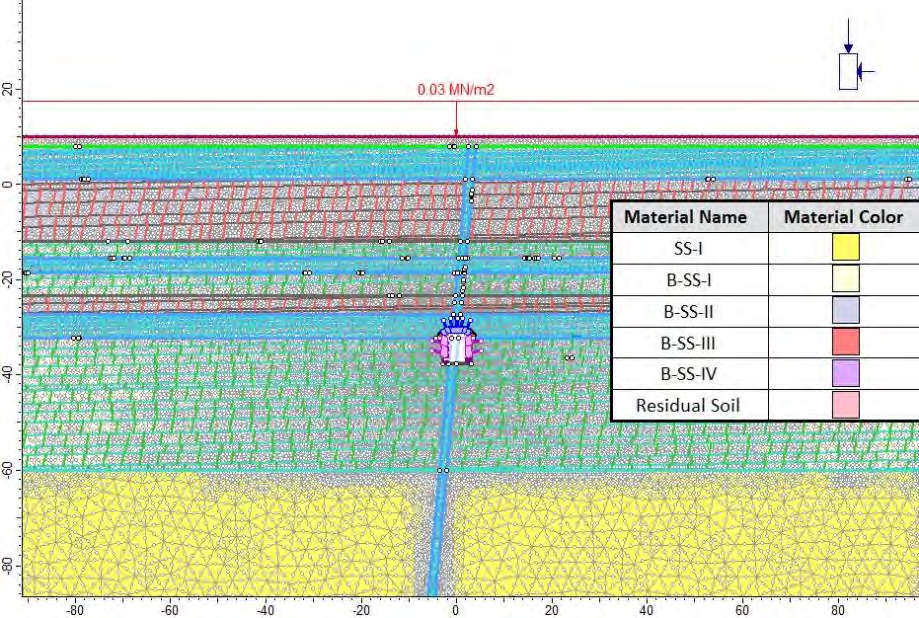 20
0.03 MN/m2
0
Material Name Material Color
SS-I
-20
B-SS-I
B-SS-II
B-SS-III
-40
B-SS-IV
Residual Soil
-60
-80
-80 -60 -40 -20 0 20 40 60 80